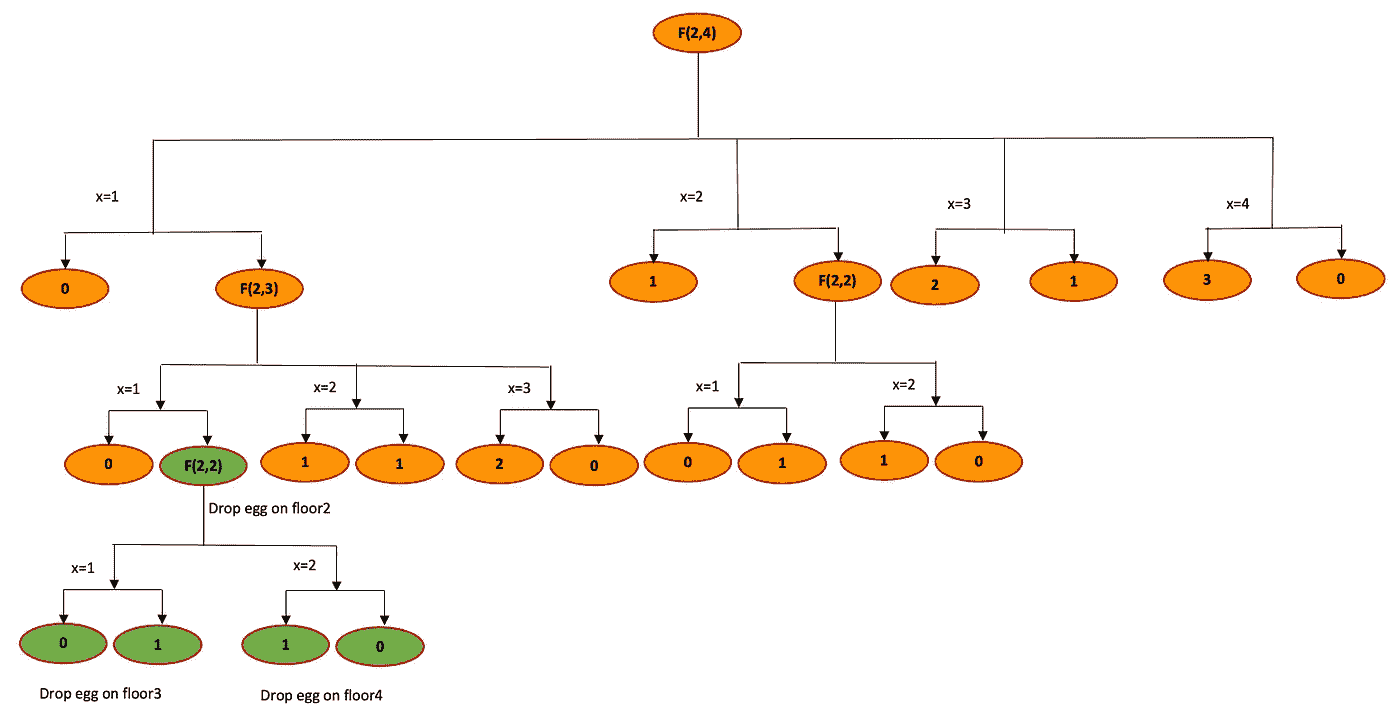 F(2,4)
x=1
x=2
x=3
x=4
0
F(2,3)
1
F(2,2)
2
1
3
0
x=1
x=2
x=3
x=1
x=2
0
F(2,2)
1
1
2
0
0
1
1
0
Drop egg on floor2
x=1
x=2
0
1
1
0
Drop egg on floor3
Drop egg on floor4